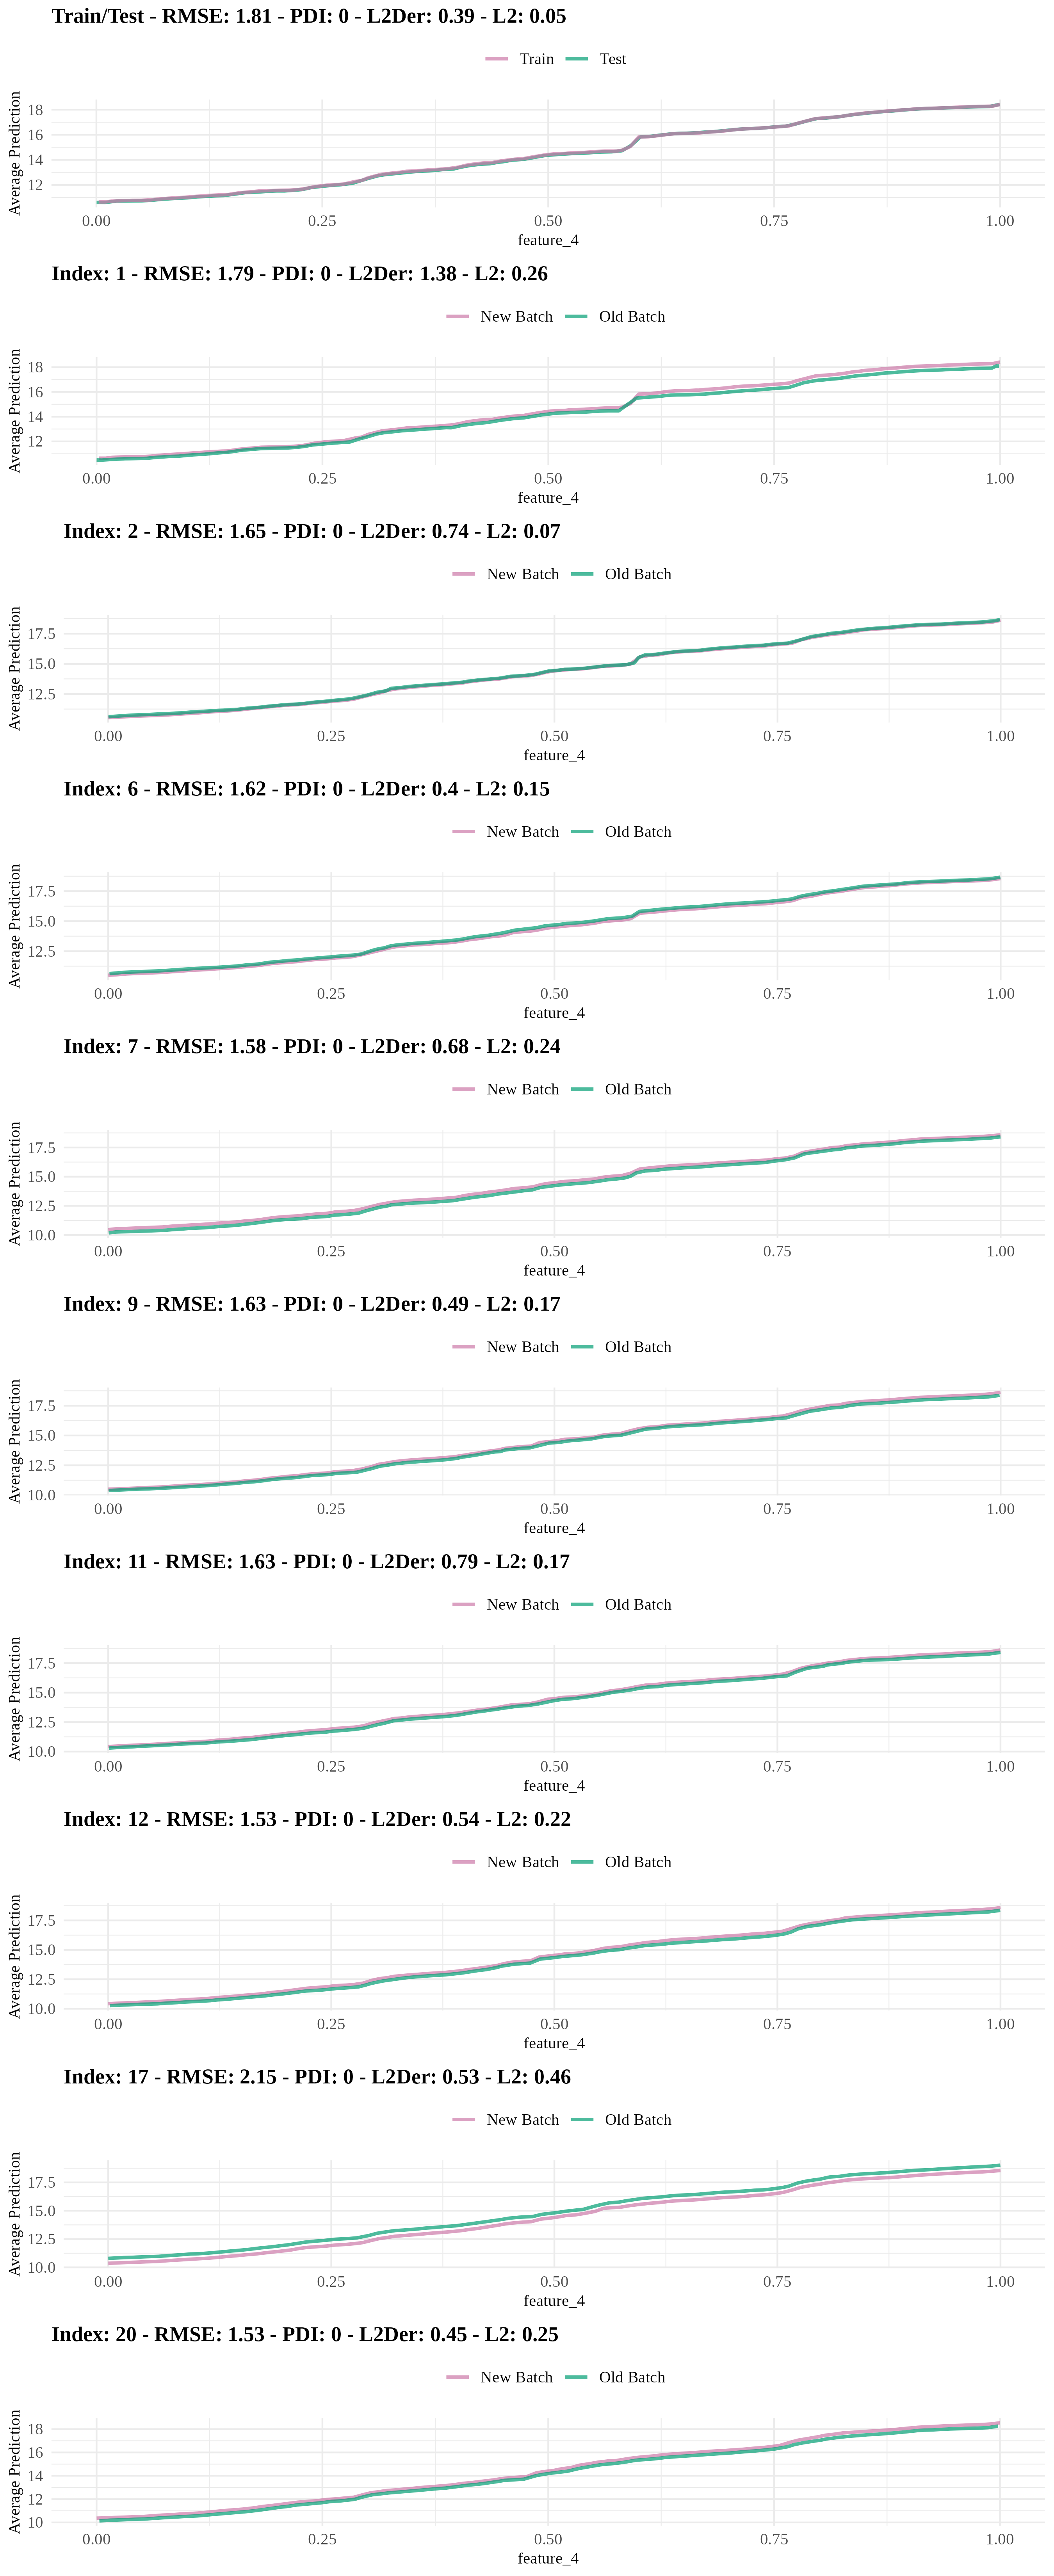 Train/Test - RMSE: 1.81 - PDI: 0 - L2Der: 0.39 - L2: 0.05
Train Test
Average Prediction
18
16
14
12
0.00 0.25 0.50 0.75 1.00
feature_4
Index: 1 - RMSE: 1.79 - PDI: 0 - L2Der: 1.38 - L2: 0.26
New Batch Old Batch
Average Prediction
18
16
14
12
0.00 0.25 0.50 0.75 1.00
feature_4
Index: 2 - RMSE: 1.65 - PDI: 0 - L2Der: 0.74 - L2: 0.07
New Batch Old Batch
Average Prediction
17.5
15.0
12.5
0.00 0.25 0.50 0.75 1.00
feature_4
Index: 6 - RMSE: 1.62 - PDI: 0 - L2Der: 0.4 - L2: 0.15
New Batch Old Batch
Average Prediction
17.5
15.0
12.5
0.00 0.25 0.50 0.75 1.00
feature_4
Index: 7 - RMSE: 1.58 - PDI: 0 - L2Der: 0.68 - L2: 0.24
New Batch Old Batch
Average Prediction
17.5
15.0
12.5
10.0
0.00 0.25 0.50 0.75 1.00
feature_4
Index: 9 - RMSE: 1.63 - PDI: 0 - L2Der: 0.49 - L2: 0.17
New Batch Old Batch
Average Prediction
17.5
15.0
12.5
10.0
0.00 0.25 0.50 0.75 1.00
feature_4
Index: 11 - RMSE: 1.63 - PDI: 0 - L2Der: 0.79 - L2: 0.17
New Batch Old Batch
Average Prediction
17.5
15.0
12.5
10.0
0.00 0.25 0.50 0.75 1.00
feature_4
Index: 12 - RMSE: 1.53 - PDI: 0 - L2Der: 0.54 - L2: 0.22
New Batch Old Batch
Average Prediction
17.5
15.0
12.5
10.0
0.00 0.25 0.50 0.75 1.00
feature_4
Index: 17 - RMSE: 2.15 - PDI: 0 - L2Der: 0.53 - L2: 0.46
New Batch Old Batch
Average Prediction
17.5
15.0
12.5
10.0
0.00 0.25 0.50 0.75 1.00
feature_4
Index: 20 - RMSE: 1.53 - PDI: 0 - L2Der: 0.45 - L2: 0.25
New Batch Old Batch
Average Prediction
18
16
14
12
10
0.00 0.25 0.50 0.75 1.00
feature_4